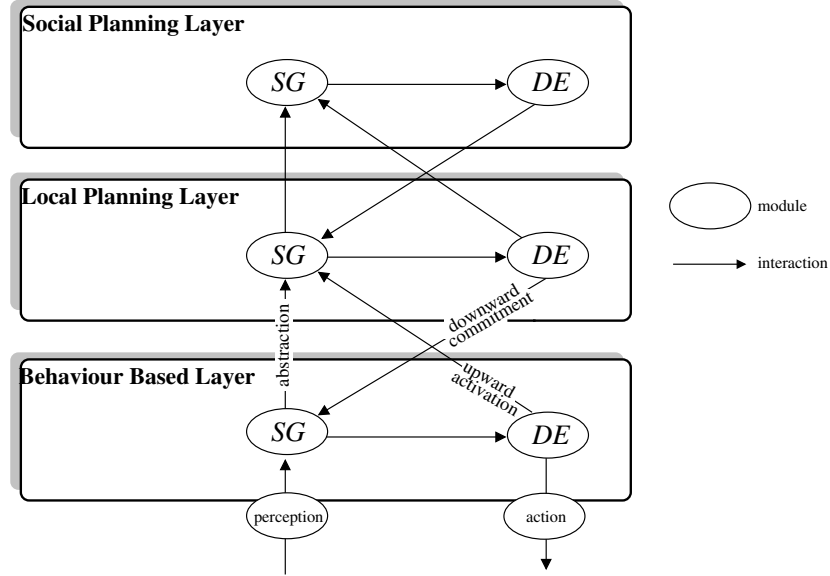 Social Planning Layer
SG
DE
Local Planning Layer
module
SG
DE
interaction
downward
commitment
abstraction
upward
activation
Behaviour Based Layer
SG
DE
perception
action